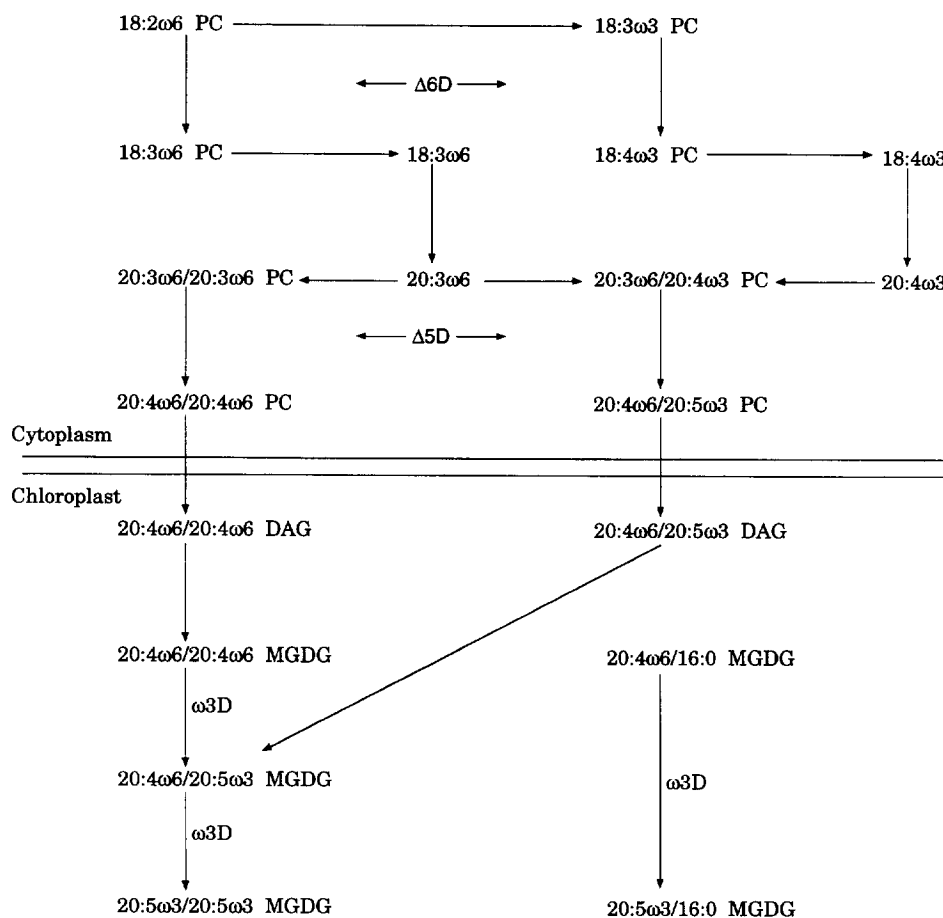 18:2ω6 PC
18:3ω3 PC
Δ6D
18:3ω6 PC
18:3ω6
18:4ω3 PC
18:4ω3
20:3ω6/20:3ω6 PC
20:3ω6
20:3ω6/20:4ω3 PC
20:4ω3
Δ5D
20:4ω6/20:4ω6 PC
20:4ω6/20:5ω3 PC
Cytoplasm
Chloroplast
20:4ω6/20:4ω6 DAG
20:4ω6/20:5ω3 DAG
20:4ω6/20:4ω6 MGDG
20:4ω6/16:0 MGDG
ω3D
20:4ω6/20:5ω3 MGDG
ω3D
ω3D
20:5ω3/20:5ω3 MGDG
20:5ω3/16:0 MGDG